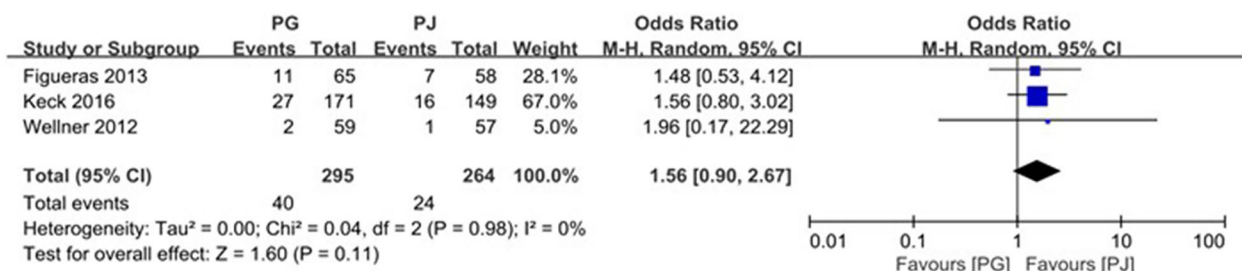 PG PJ Odds Ratio Odds Ratio
Study or Subgroup Events Total Events Total Weight M-H, Random, 95% CI M-H, Random, 95% CI
Figueras 2013 11 65 7 58 28.1% 1.48 [0.53, 4.12]
Keck 2016 27 171 16 149 67.0% 1.56 [0.80, 3.02]
Wellner 2012 2 59 1 57 5.0% 1.96 [0.17, 22.29]
Total (95% CI) 295 264 100.0% 1.56 [0.90, 2.67]
Total events 40 24
Heterogeneity: Tau² = 0.00; Chi² = 0.04, df = 2 (P = 0.98); I² = 0%
Test for overall effect: Z = 1.60 (P = 0.11)
0.01 0.1 1 10 100
Favours [PG] Favours [PJ]